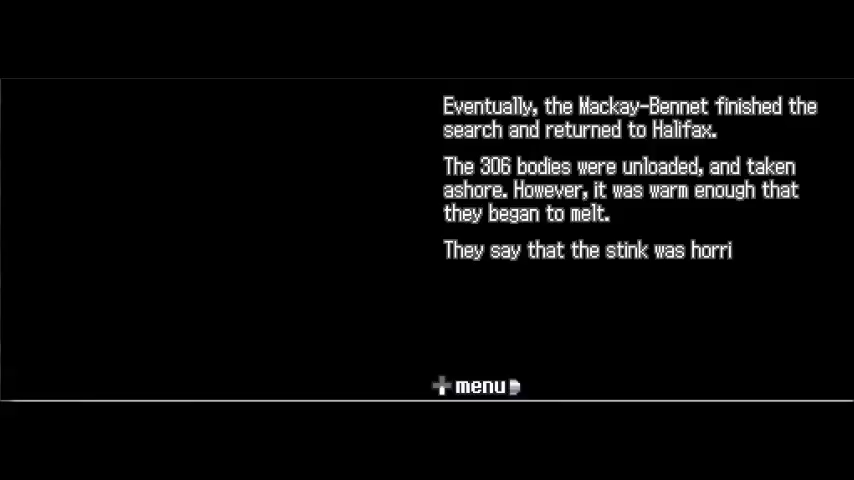 Eventually, the Mackay-Bennet finished the
search and returned to Halifax.
The 306 bodies were unloaded, and taken
ashore. However, it was warm enough that
they began to melt.
They say that the stink was horri
menu